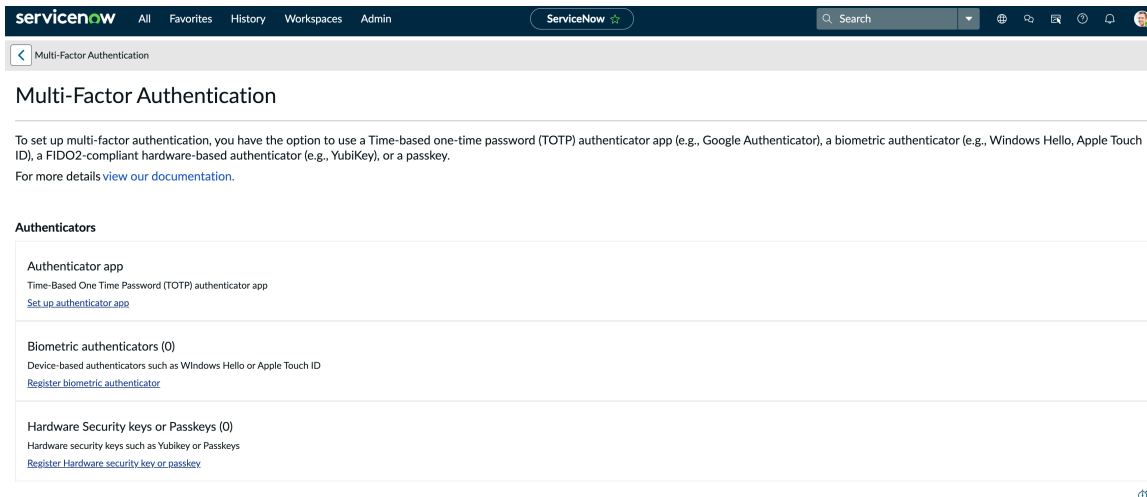 servicenow All Favorites History Workspaces Admin ServiceNow ☆ Search
Multi-Factor Authentication
Multi-Factor Authentication
To set up multi-factor authentication, you have the option to use a Time-based one-time password (TOTP) authenticator app (e.g., Google Authenticator), a biometric authenticator (e.g., Windows Hello, Apple Touch
ID), a FIDO2-compliant hardware-based authenticator (e.g., YubiKey), or a passkey.
For more details view our documentation.
Authenticators
Authenticator app
Time-Based One Time Password (TOTP) authenticator app
Set up authenticator app
Biometric authenticators (0)
Device-based authenticators such as WIndows Hello or Apple Touch ID
Register biometric authenticator
Hardware Security keys or Passkeys (0)
Hardware security keys such as Yubikey or Passkeys
Register Hardware security key or passkey